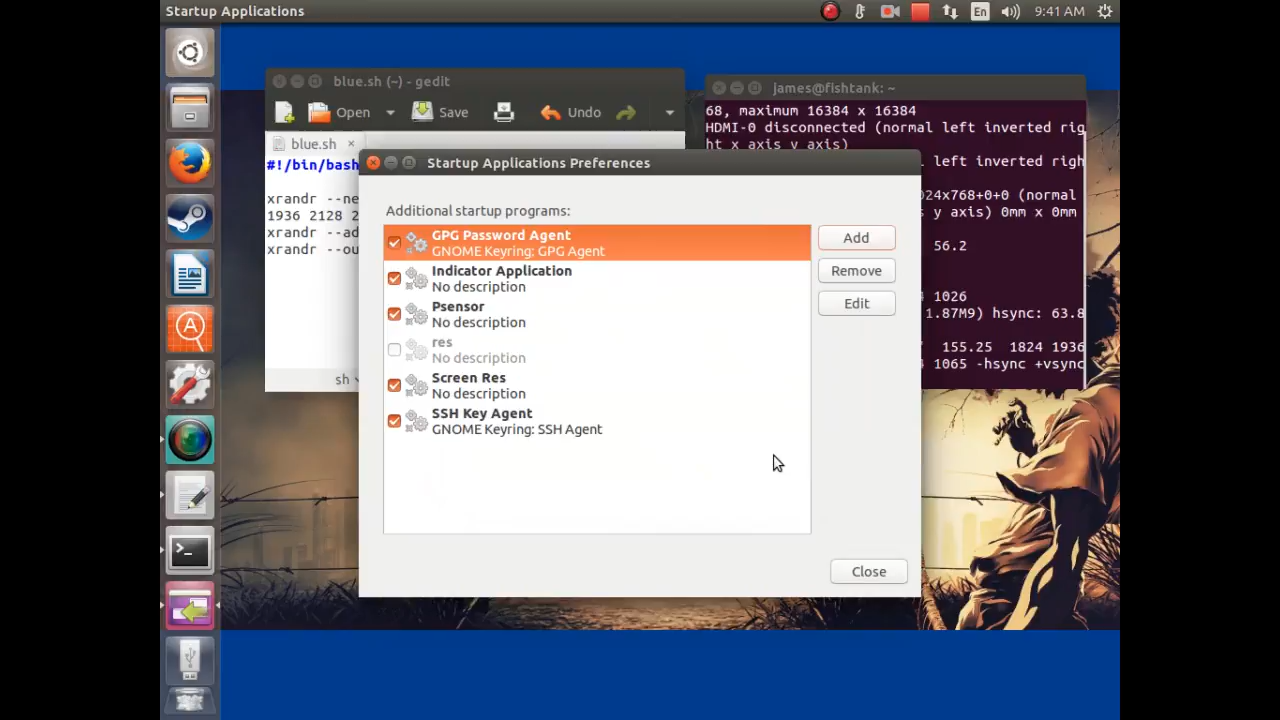 Startup Applications
En
9:41 AM
blue.sh (~) - gedit
Open
Save
Undo
blue.sh ×
#!/bin/bash
xrandr --ne
1936 2128 2
xrandr --ad
xrandr --ou
sh
james@fishtank: ~
68, maximum 16384 x 16384
HDMI-0 disconnected (normal left inverted rig
ht x axis y axis)
left inverted righ
24x768+0+0 (normal
s y axis) 0mm x 0mm
56.2
1026
1.87M9) hsync: 63.8
155.25 1824 1936
1065 -hsync +vsync
Startup Applications Preferences
Additional startup programs:
GPG Password Agent
GNOME Keyring: GPG Agent
Indicator Application
No description
Psensor
No description
res
No description
Screen Res
No description
SSH Key Agent
GNOME Keyring: SSH Agent
Add
Remove
Edit
Close